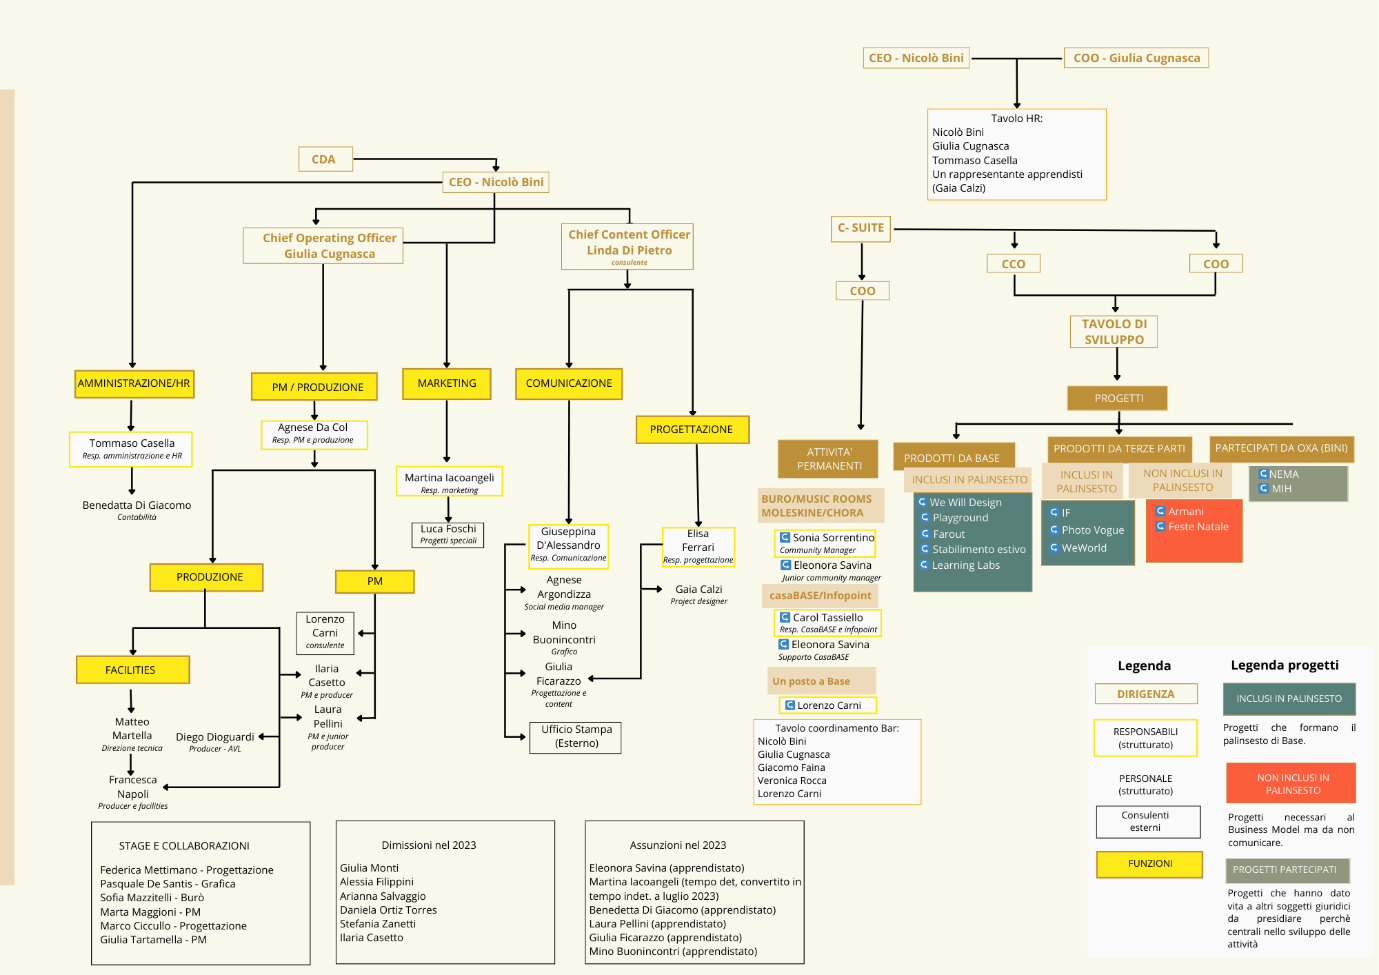 CEO - Nicolò Bini
COO - Giulia Cugnasca
Tavolo HR:
Nicolò Bini
Giulia Cugnasca
Tommaso Casella
Un rappresentante apprendisti
(Gaia Calzi)
CDA
CEO - Nicolò Bini
Chief Operating Officer
Giulia Cugnasca
Chief Content Officer
Linda Di Pietro
consulente
AMMINISTRAZIONE/HR
PM / PRODUZIONE
MARKETING
COMUNICAZIONE
PROGETTAZIONE
Tommaso Casella
Resp. amministrazione e HR
Benedatta Di Giacomo
Contabilità
Agnese Da Col
Resp. PM e produzione
Martina Iacoangeli
Resp. marketing
Luca Foschi
Progetti speciali
Giuseppina
D'Alessandro
Resp. Comunicazione
Elisa
Ferrari
Resp. progettazione
Agnese
Argondizza
Social media manager
Gaia Calzi
Project designer
Mino
Buonincontri
Grafico
Giulia
Ficarazzo
Progettazione e
content
Ufficio Stampa
(Esterno)
PRODUZIONE
PM
Lorenzo
Carni
consulente
Ilaria
Casetto
PM e producer
Laura
Pellini
PM e junior
producer
FACILITIES
Matteo
Martella
Direzione tecnica
Diego Dioguardi
Producer - AVL
Francesca
Napoli
Producer e facilities
C- SUITE
COO
CCO
COO
TAVOLO DI
SVILUPPO
PROGETTI
ATTIVITA'
PERMANENTI
PRODOTTI DA BASE
PRODOTTI DA TERZE PARTI
PARTECIPATI DA OXA (BINI)
INCLUSI IN PALINSESTO
INCLUSI IN
PALINSESTO
NON INCLUSI IN
PALINSESTO
We Will Design
Playground
Farout
Stabilimento estivo
Learning Labs
IF
Photo Vogue
WeWorld
Armani
Feste Natale
NEMA
MIH
BURO/MUSIC ROOMS
MOLESKINE/CHORA
Sonia Sorrentino
Community Manager
Eleonora Savina
Junior community manager
casaBASE/infopoint
Carol Tassiello
Resp. CasaBASE e infopoint
Eleonora Savina
Supporto CasaBASE
Un posto a Base
Lorenzo Carni
Tavolo coordinamento Bar:
Nicolò Bini
Giulia Cugnasca
Giacomo Faina
Veronica Rocca
Lorenzo Carni
STAGE E COLLABORAZIONI
Federica Mettimano - Progettazione
Pasquale De Santis - Grafica
Sofia Mazzitelli - Burò
Marta Maggioni - PM
Marco Ciccullo - Progettazione
Giulia Tartamella - PM
Dimissioni nel 2023
Giulia Monti
Alessia Filippini
Arianna Salvaggio
Daniela Ortiz Torres
Stefania Zanetti
Ilaria Casetto
Assunzioni nel 2023
Eleonora Savina (apprendista)
Martina Iacoangeli (tempo det, convertito in
tempo indet. a luglio 2023)
Benedetta Di Giacomo (apprendista)
Laura Pellini (apprendista)
Giulia Ficarazzo (apprendista)
Mino Buonincontri (apprendista)
Legenda
DIRIGENZA
RESPONSABILI
(strutturato)
PERSONALE
(strutturato)
Consulenti
esterni
FUNZIONI
Legenda progetti
INCLUSI IN PALINSESTO
Progetti che formano il
palinsesto di Base.
NON INCLUSI IN
PALINSESTO
Progetti necessari al
Business Model ma da non
comunicare.
PROGETTI PARTECIPATI
Progetti che hanno dato
vita a altri soggetti giuridici
da presidiare perchè
centrali nello sviluppo delle
attività